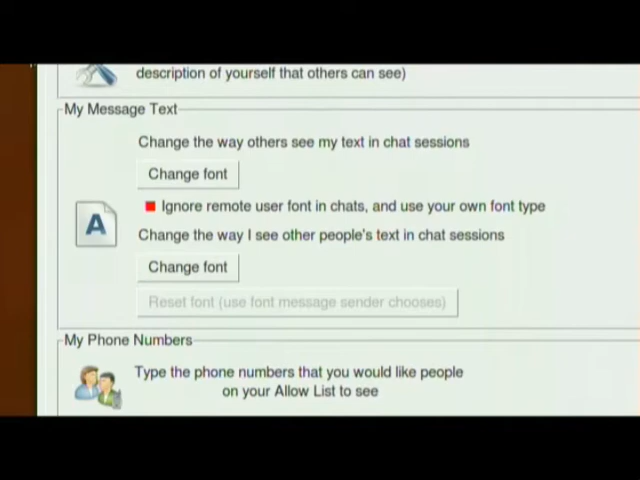 description of yourself that others can see)
My Message Text
Change the way others see my text in chat sessions
Change font
Ignore remote user font in chats, and use your own font type
A
Change the way I see other people's text in chat sessions
Change font
Reset font (use font message sender chooses)
My Phone Numbers
Type the phone numbers that you would like people
on your Allow List to see